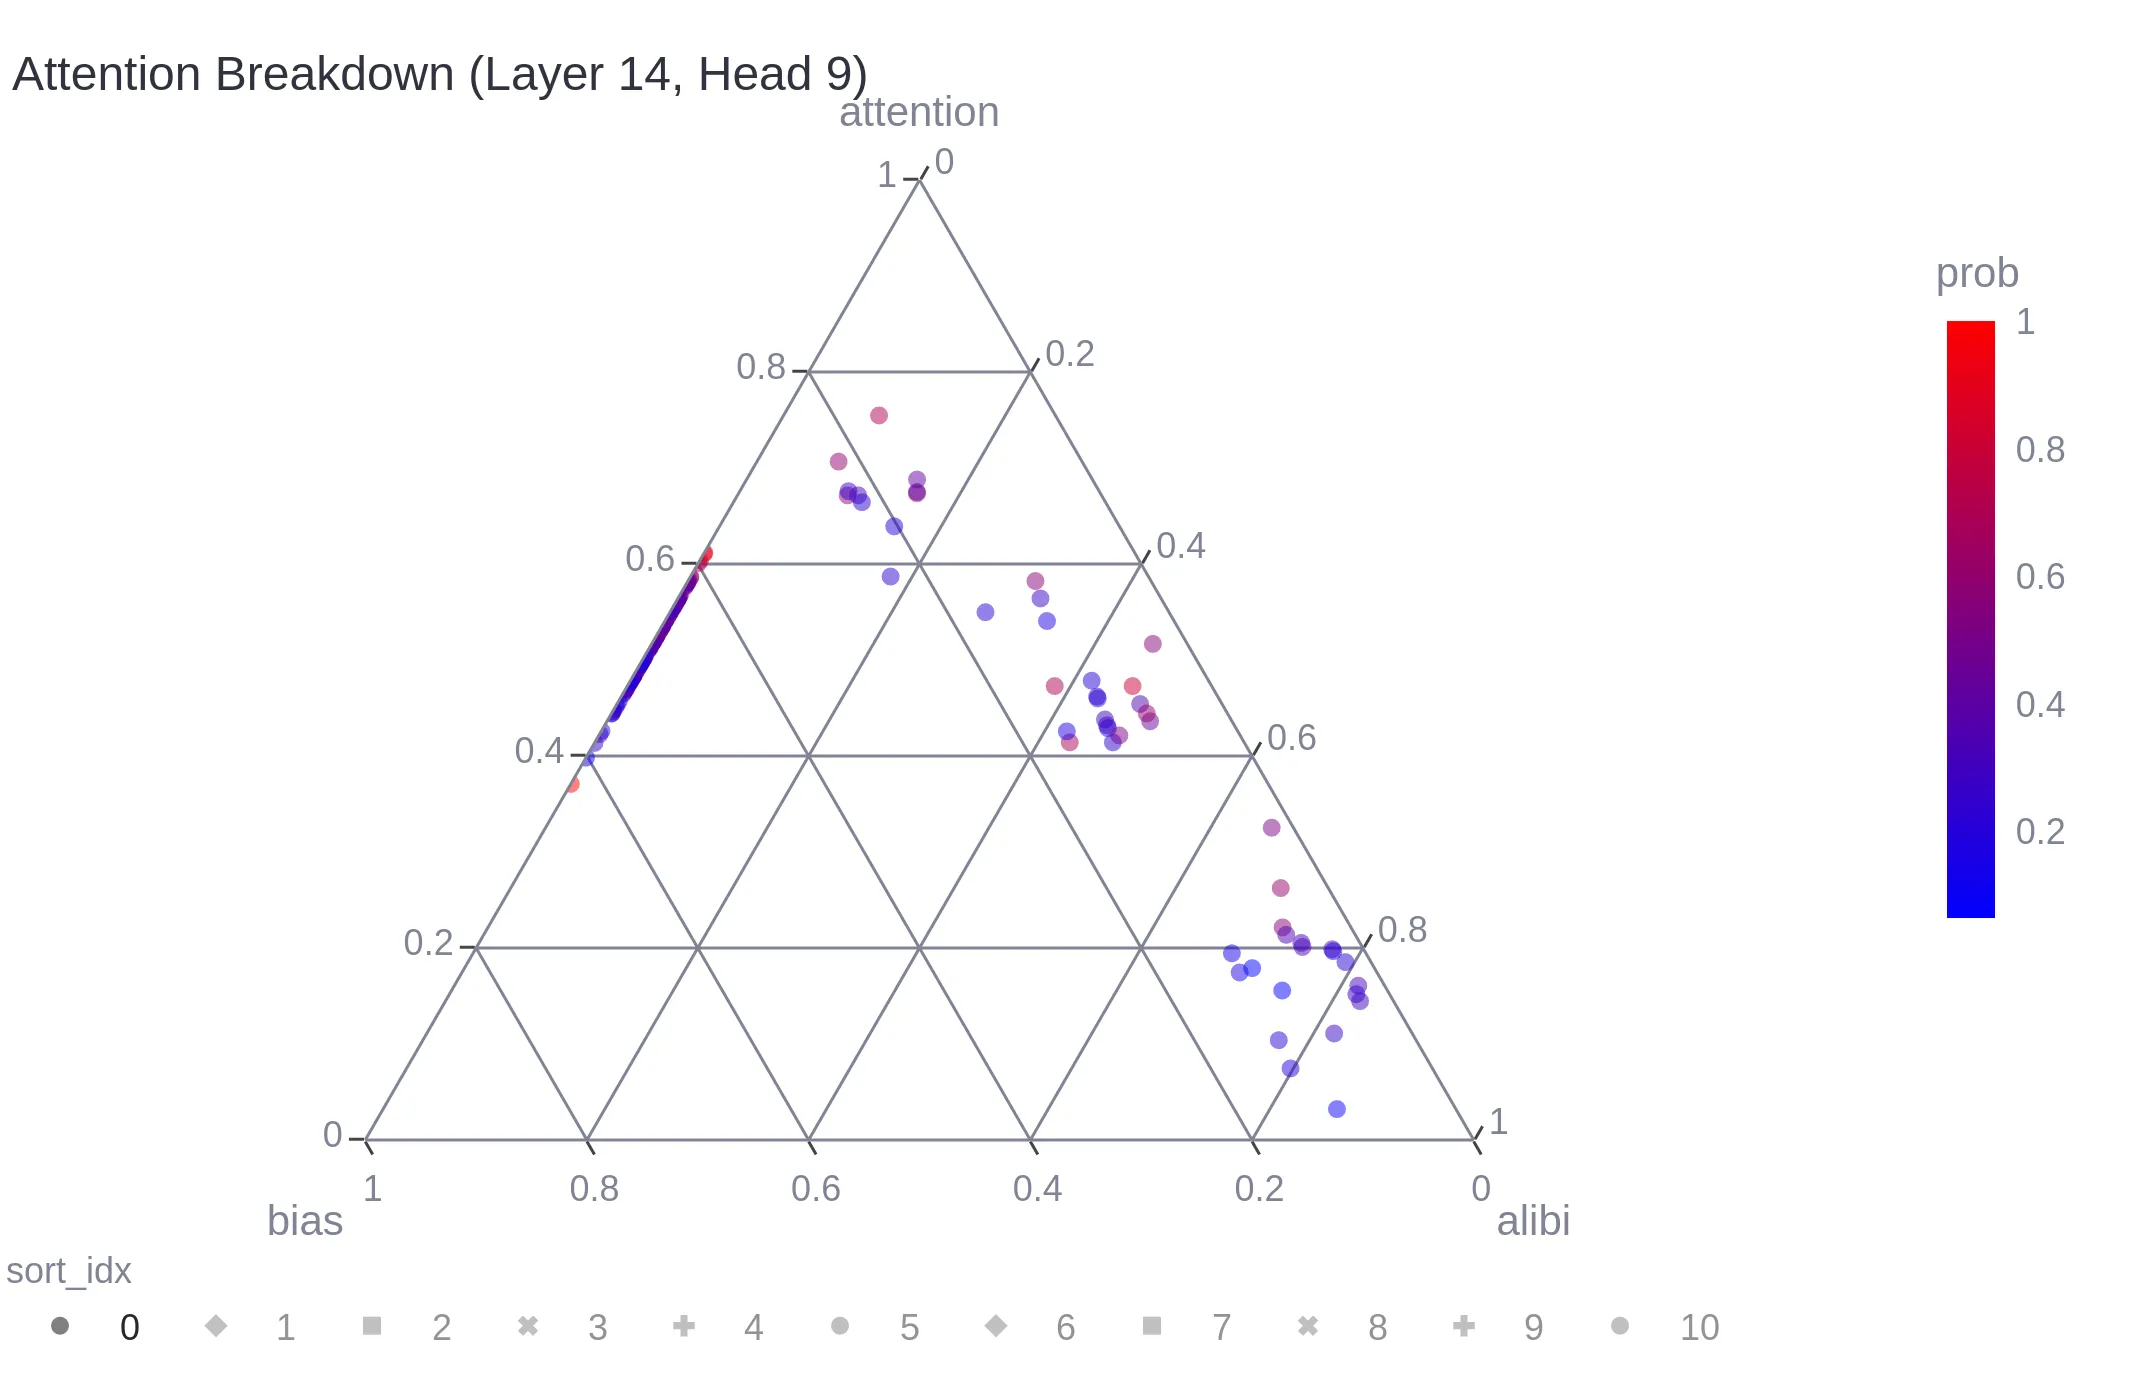 Attention Breakdown (Layer 14, Head 9)
attention
1 0
0.8 0.2
0.6 0.4
0.4 0.6
0.2 0.8
0 1
1 0.8 0.6 0.4 0.2 0
bias alibi
prob
1
0.8
0.6
0.4
0.2
sort_idx
0 1 2 3 4 5 6 7 8 9 10